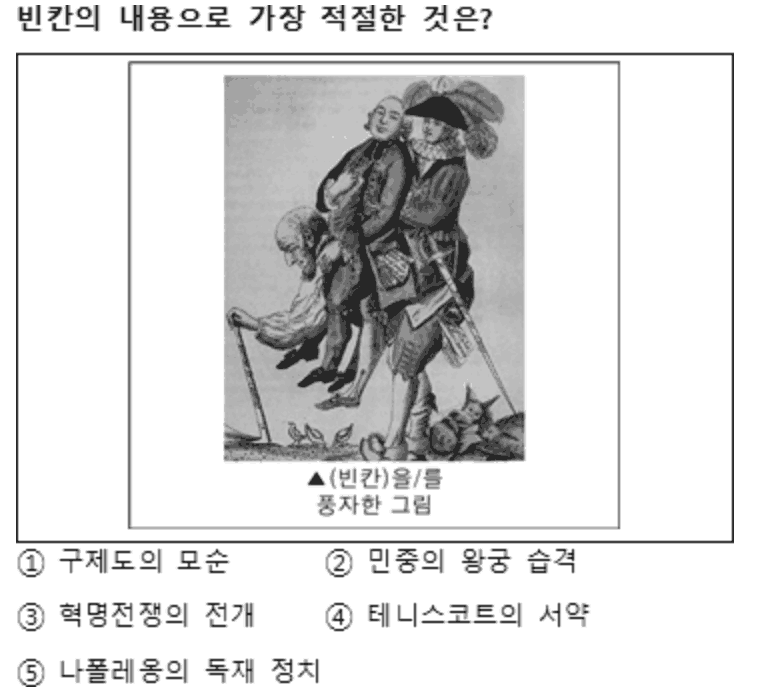 빈칸의 내용으로 가장 적절한 것은?
▲(빈칸)을/를
풍자한 그림
① 구제도의 모순 ② 민중의 왕궁 습격
③ 혁명전쟁의 전개 ④ 테니스코트의 서약
⑤ 나폴레옹의 독재 정치